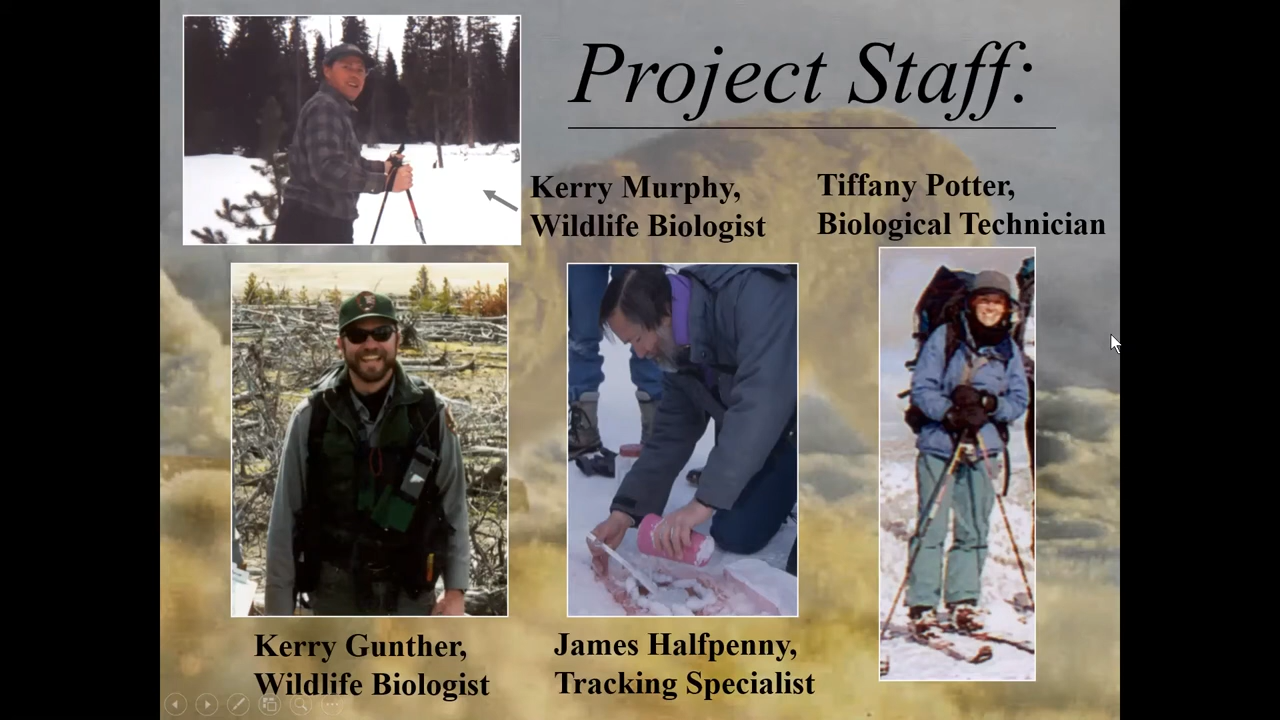 Project Staff:
Kerry Murphy,
Wildlife Biologist
Tiffany Potter,
Biological Technician
Kerry Gunther,
Wildlife Biologist
James Halfpenny,
Tracking Specialist